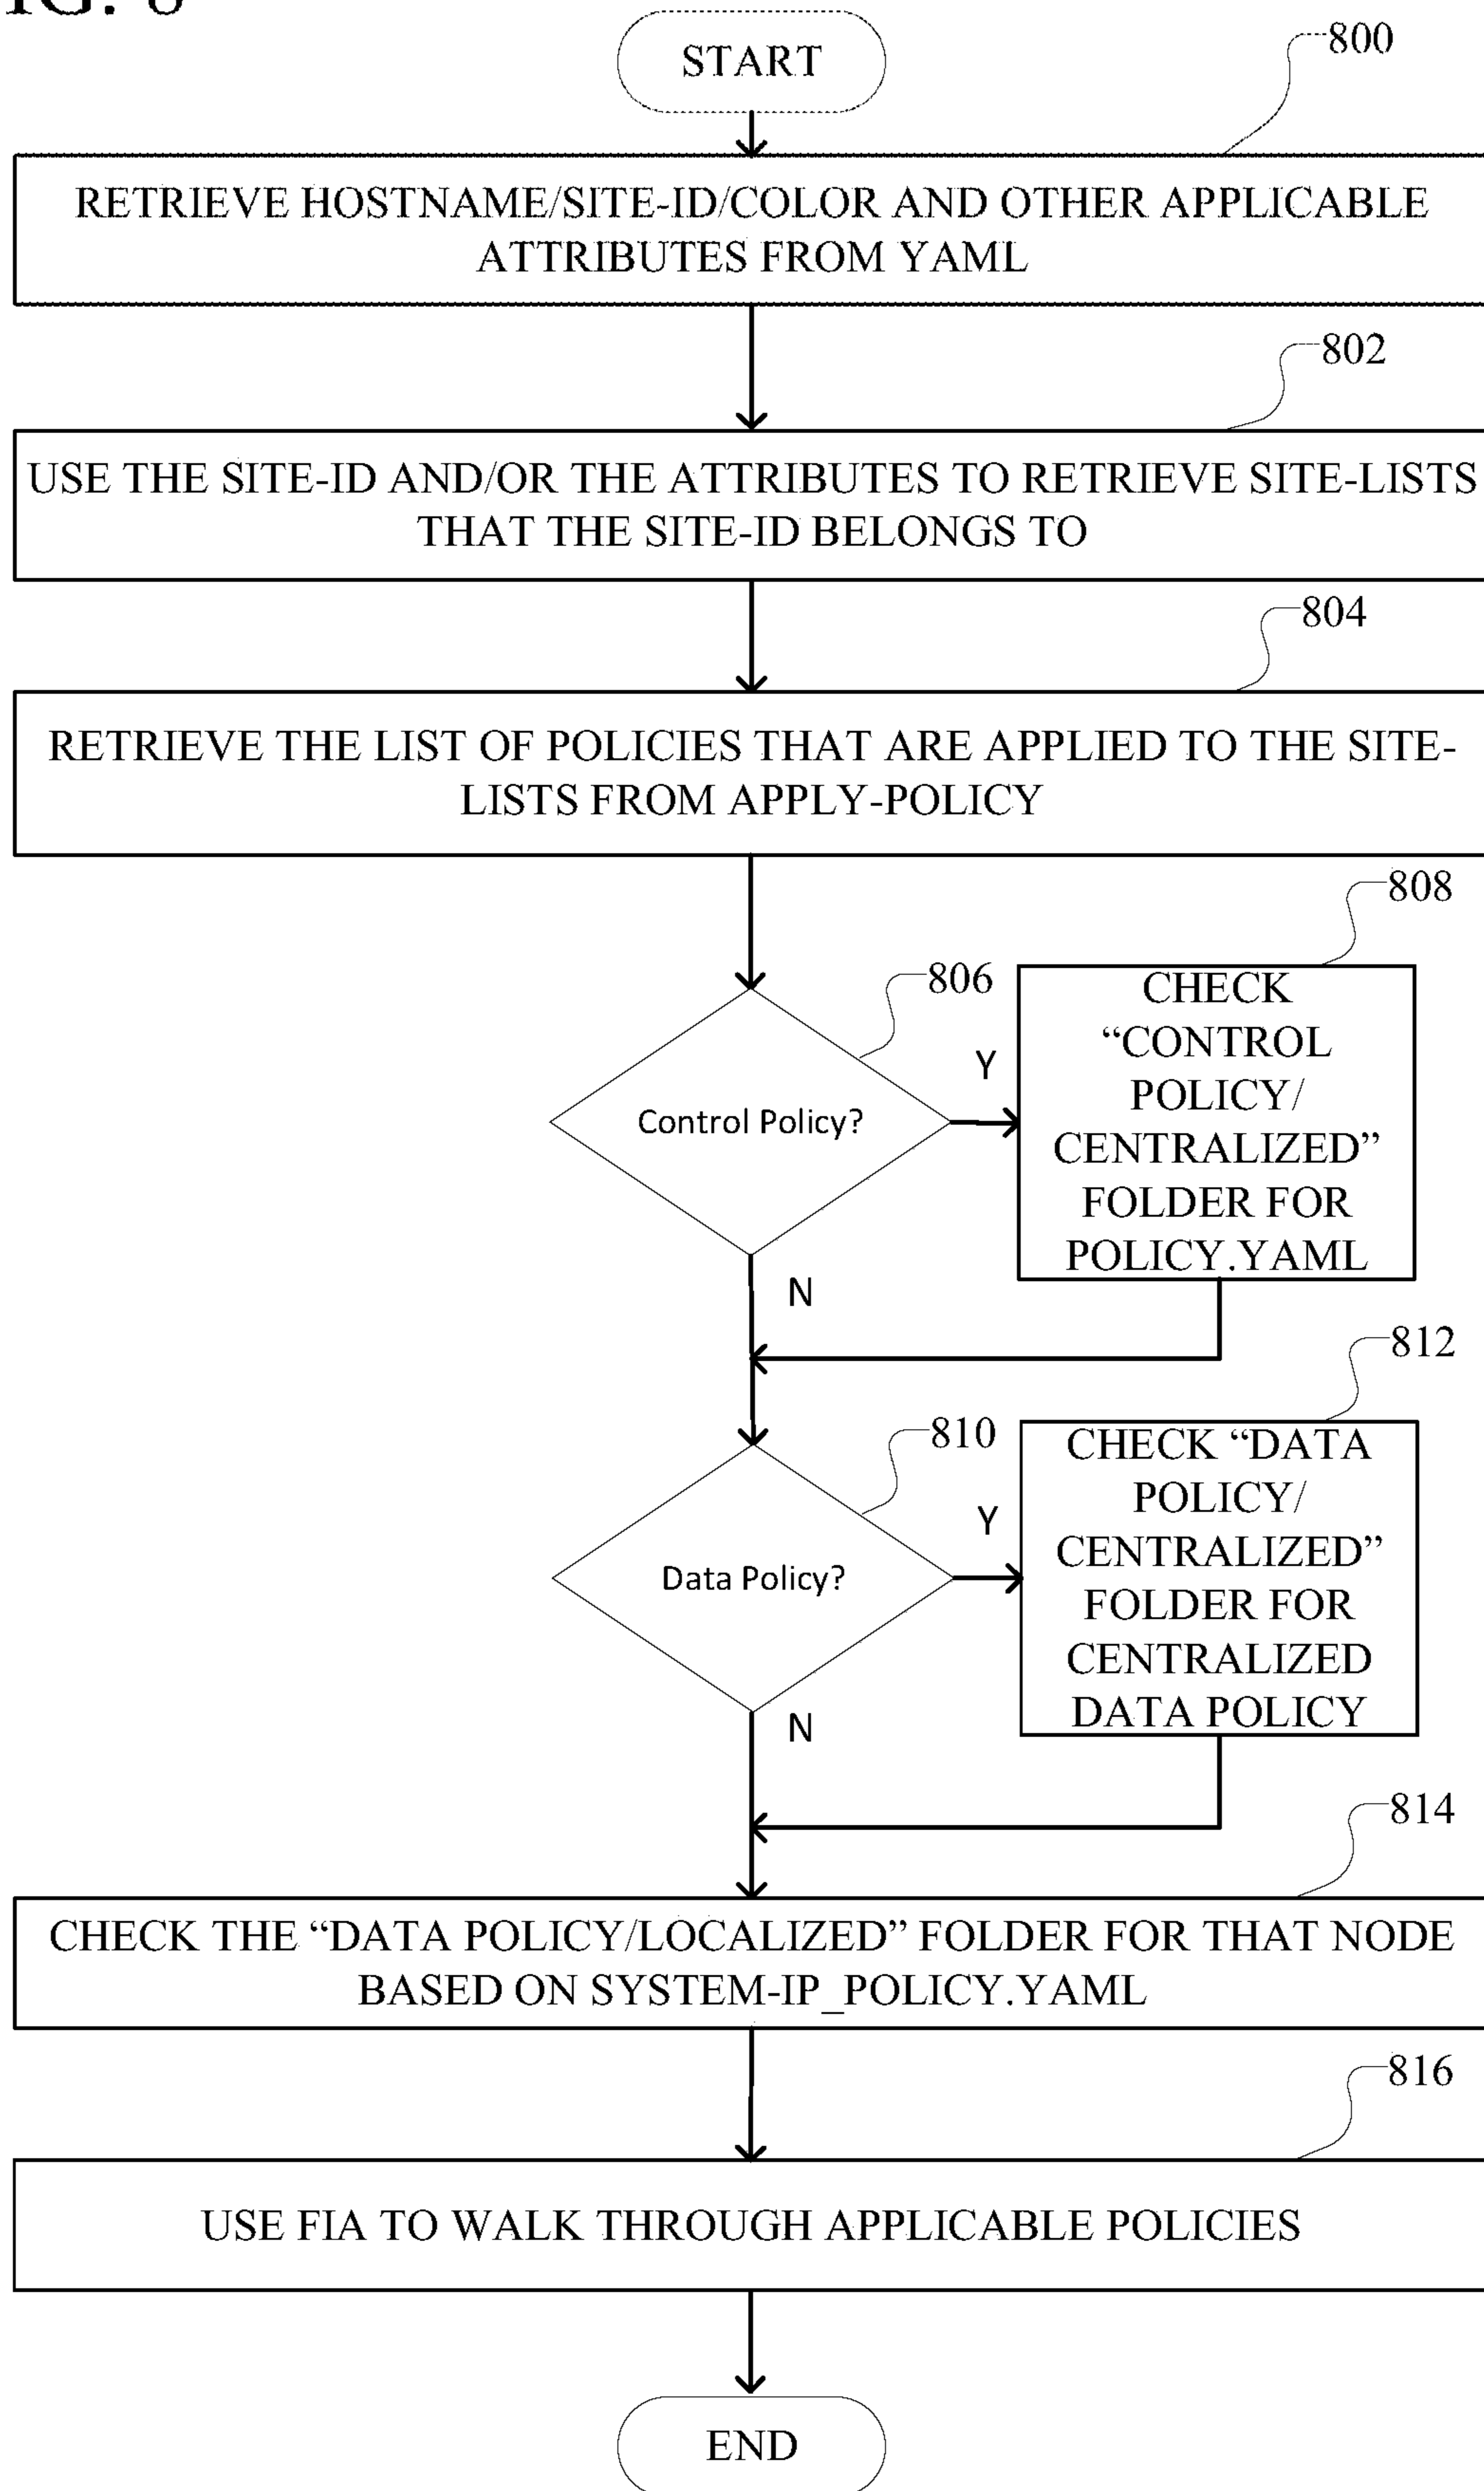 FIG. 8
START
800
RETRIEVE HOSTNAME/SITE-ID/COLOR AND OTHER APPLICABLE
ATTRIBUTES FROM YAML
802
USE THE SITE-ID AND/OR THE ATTRIBUTES TO RETRIEVE SITE-LISTS
THAT THE SITE-ID BELONGS TO
804
RETRIEVE THE LIST OF POLICIES THAT ARE APPLIED TO THE SITE-
LISTS FROM APPLY-POLICY
806
Control Policy?
Y
N
808
CHECK
“CONTROL
POLICY/
CENTRALIZED”
FOLDER FOR
POLICY.YAML
810
Data Policy?
Y
N
812
CHECK “DATA
POLICY/
CENTRALIZED”
FOLDER FOR
CENTRALIZED
DATA POLICY
814
CHECK THE “DATA POLICY/LOCALIZED” FOLDER FOR THAT NODE
BASED ON SYSTEM-IP_POLICY.YAML
816
USE FIA TO WALK THROUGH APPLICABLE POLICIES
END